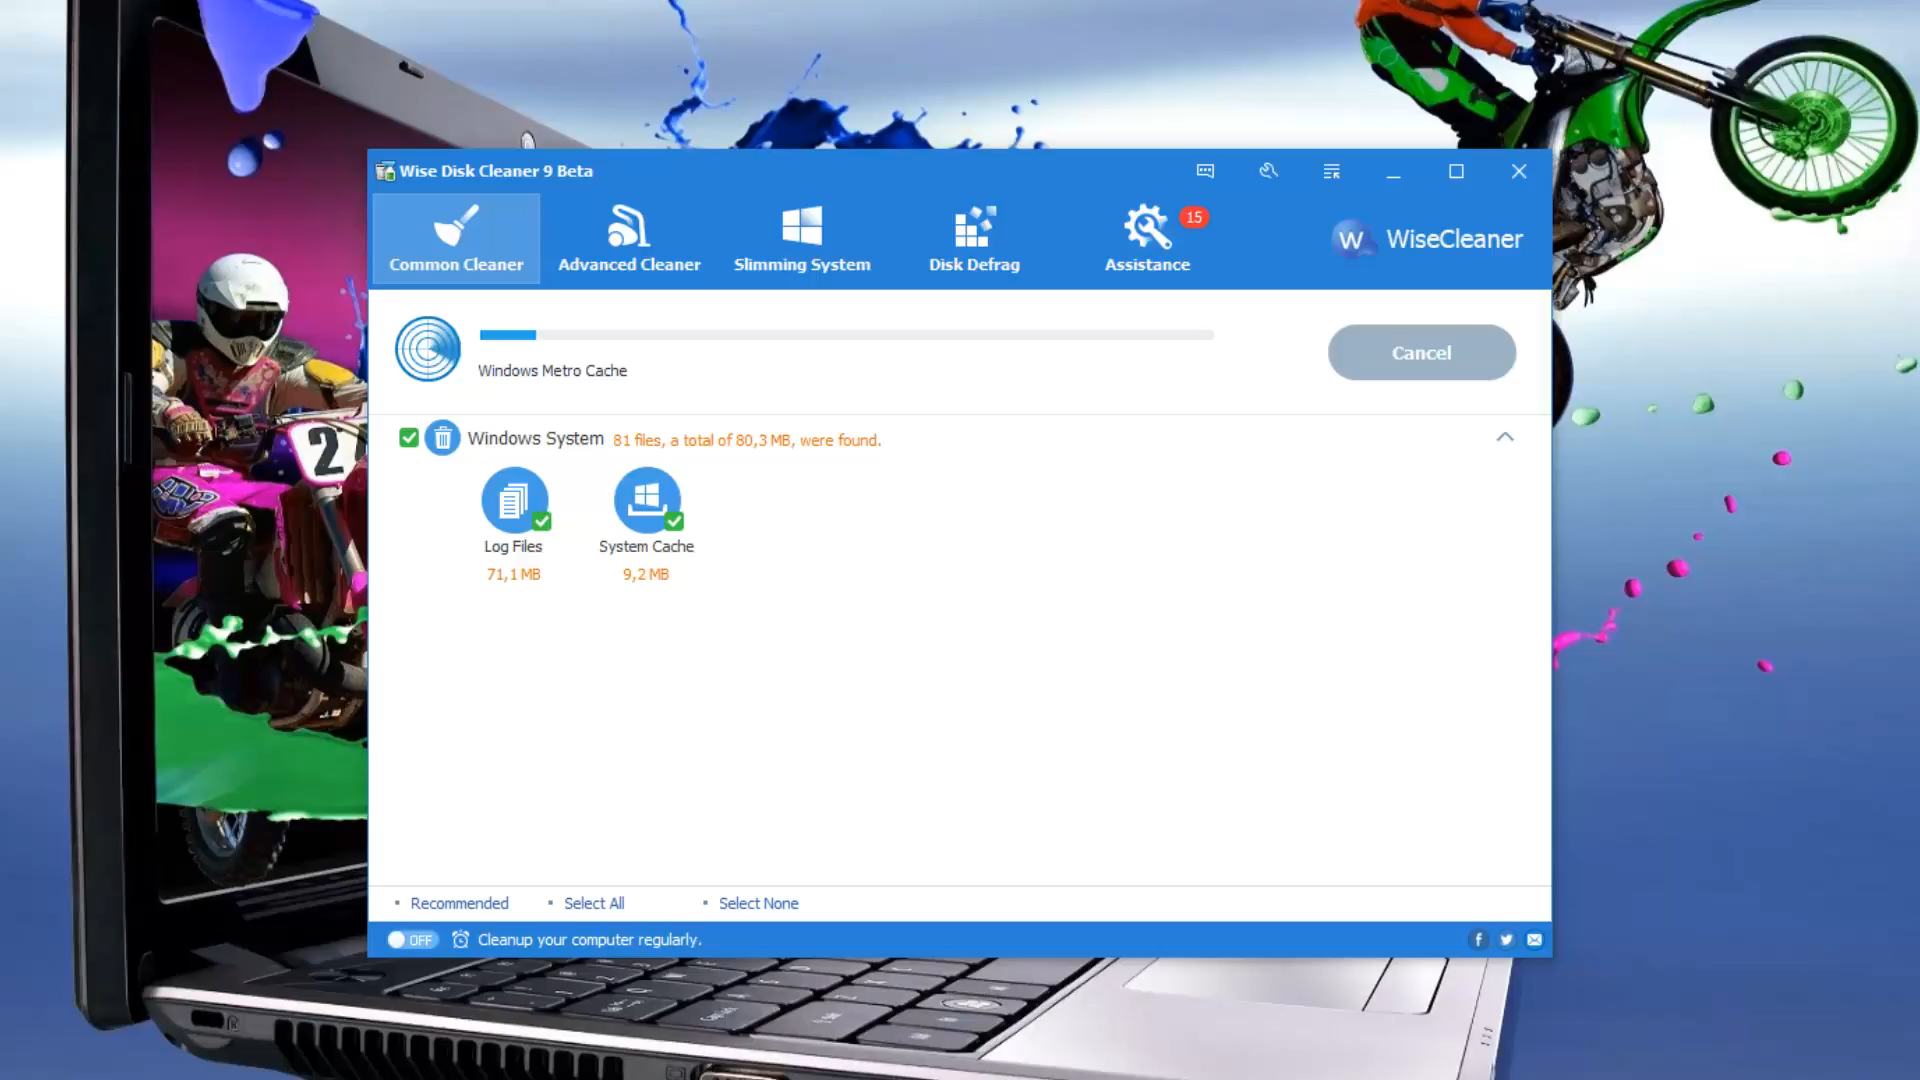 Wise Disk Cleaner 9 Beta
Common Cleaner
Advanced Cleaner
Slimming System
Disk Defrag
Assistance
15
W WiseCleaner
Windows Metro Cache
Cancel
Windows System 81 files, a total of 80,3 MB, were found.
Log Files
System Cache
71,1 MB
9,2 MB
Recommended
Select All
Select None
OFF Cleanup your computer regularly.
2